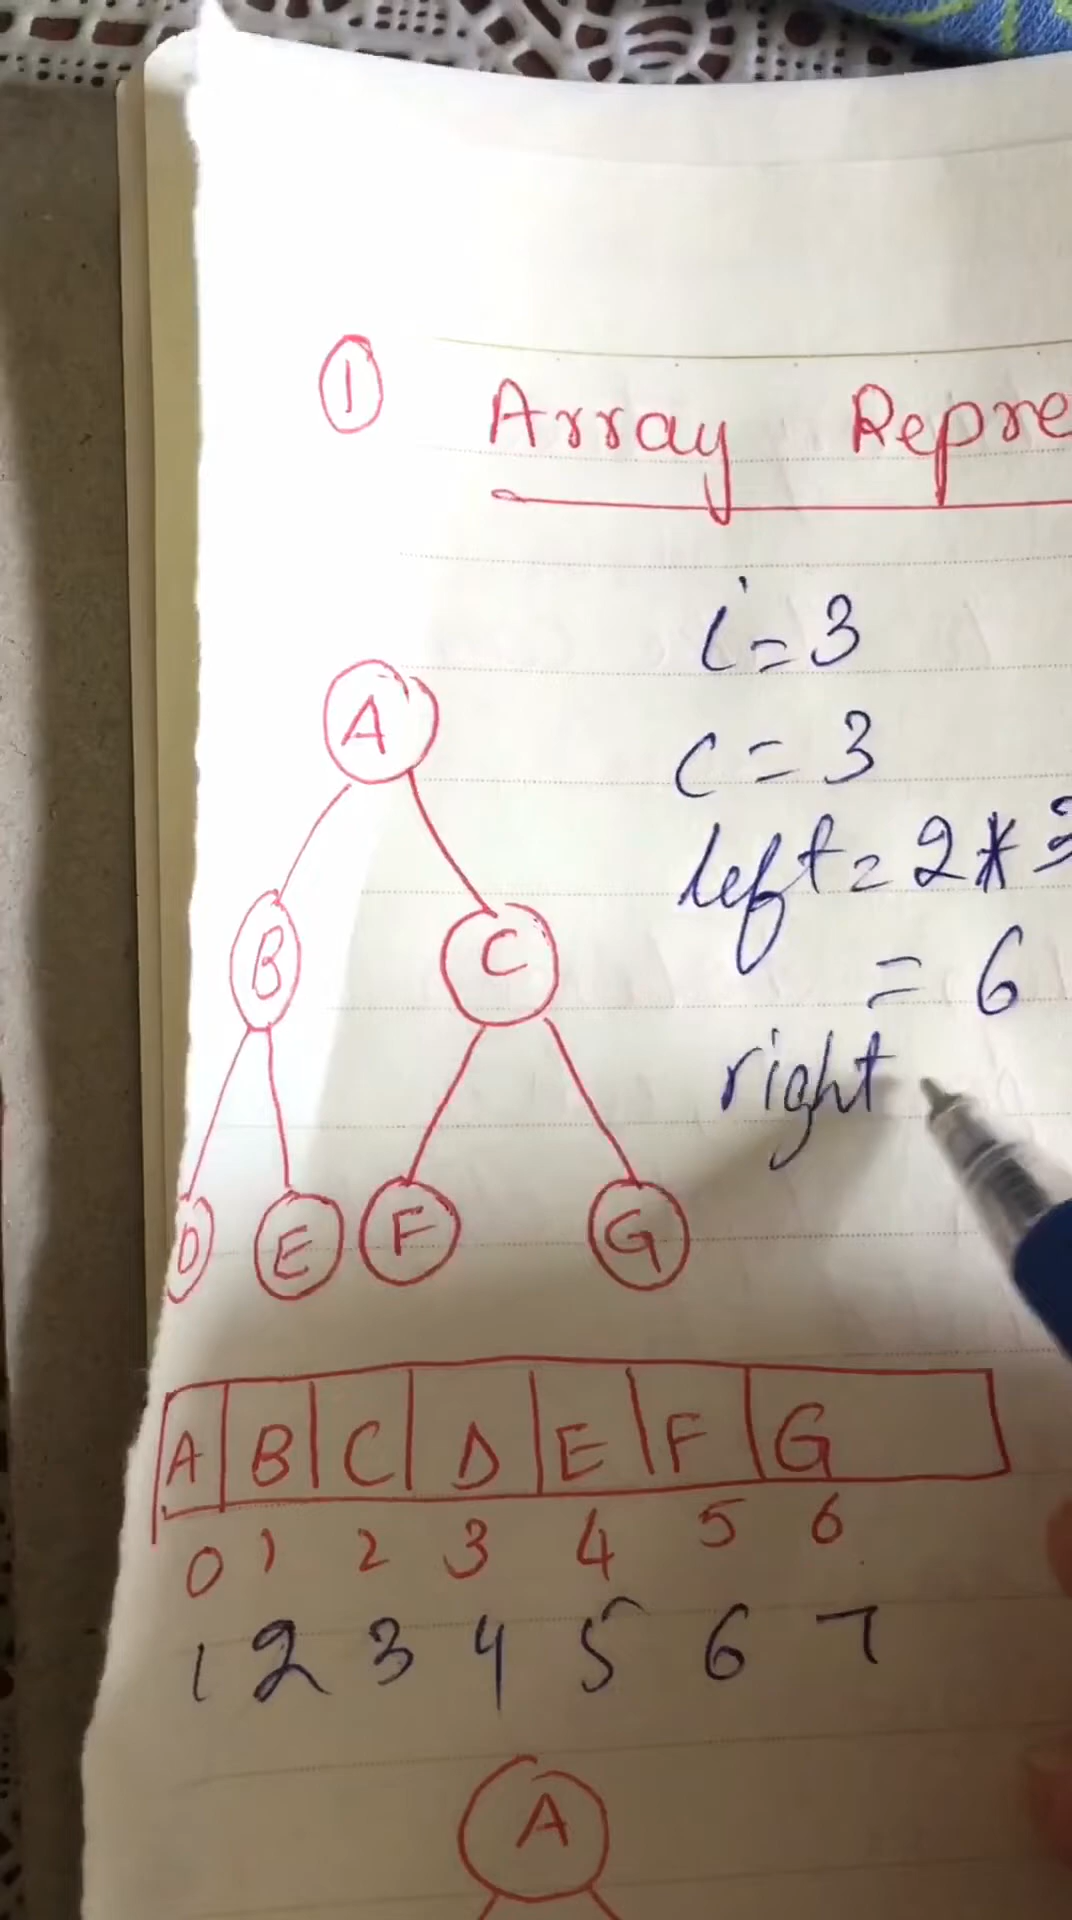 1
Array Repre
i = 3
c = 3
left = 2 * 3
= 6
right
A
B C
D E F G
A B C D E F G
0 1 2 3 4 5 6
1 2 3 4 5 6 7
A